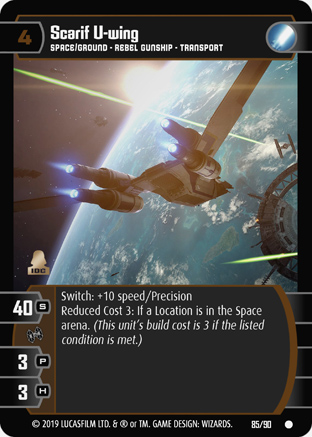 4
Scarif U-wing
SPACE/GROUND • REBEL GUNSHIP • TRANSPORT
IDC
40 S
Switch: +10 speed/Precision
Reduced Cost 3: If a Location is in the Space
arena. (This unit's build cost is 3 if the listed
condition is met.)
3 P
3 H
© 2019 LUCASFILM LTD. & ® or TM. GAME DESIGN: WIZARDS.
85/90